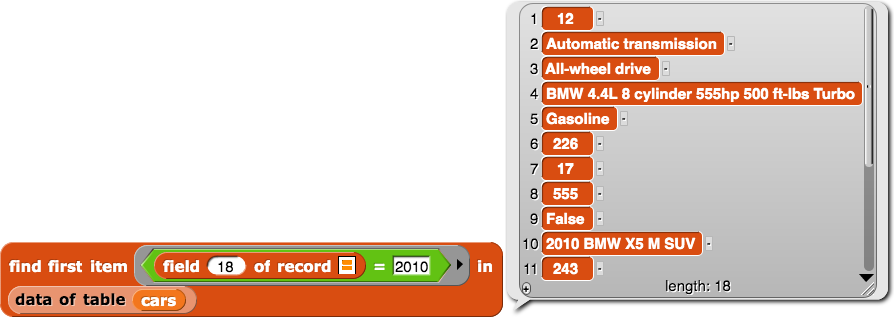 1 12
2 Automatic transmission
3 All-wheel drive
4 BMW 4.4L 8 cylinder 555hp 500 ft-lbs Turbo
5 Gasoline
6 226
7 17
8 555
9 False
10 2010 BMW X5 M SUV
11 243
length: 18
find first item field 18 of record = 2010 in
data of table cars